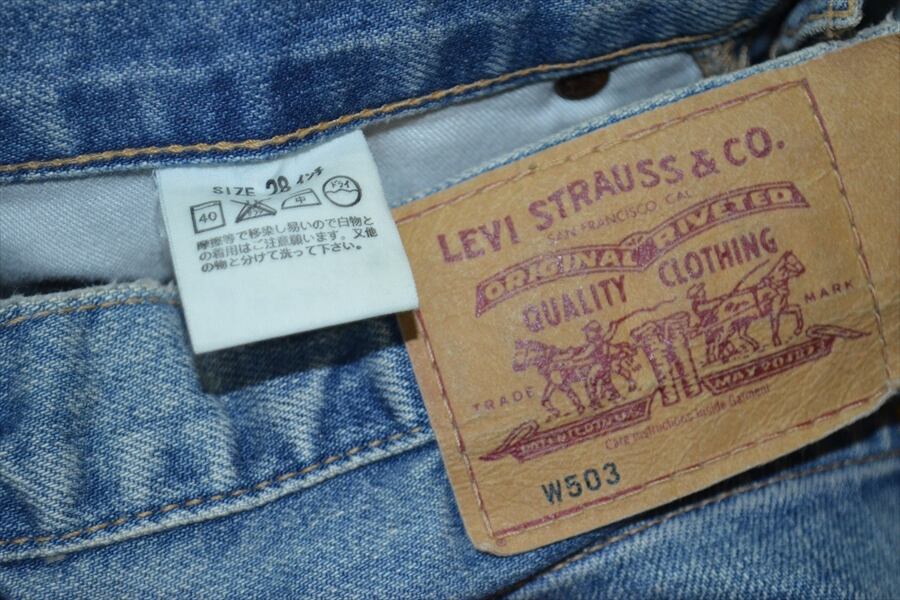 SIZE 28 インチ
40 中 ドライ
摩擦等で移染し易いので白物と
の着用はご注意願います。又他
の物と分けて洗って下さい。
LEVI STRAUSS & CO.
SAN FRANCISCO, CAL.
ORIGINAL RIVETED
QUALITY CLOTHING
TRADE MARK
MAY 20 1873
Care Instructions Inside Garment
W503